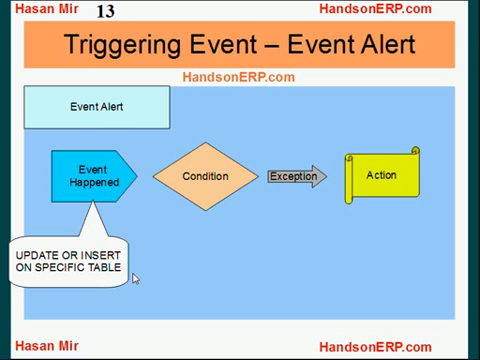 Hasan Mir 13 HandsonERP.com
Triggering Event – Event Alert
HandsonERP.com
Event Alert
Event
Happened
Condition
Exception
Action
UPDATE OR INSERT
ON SPECIFIC TABLE
Hasan Mir HandsonERP.com